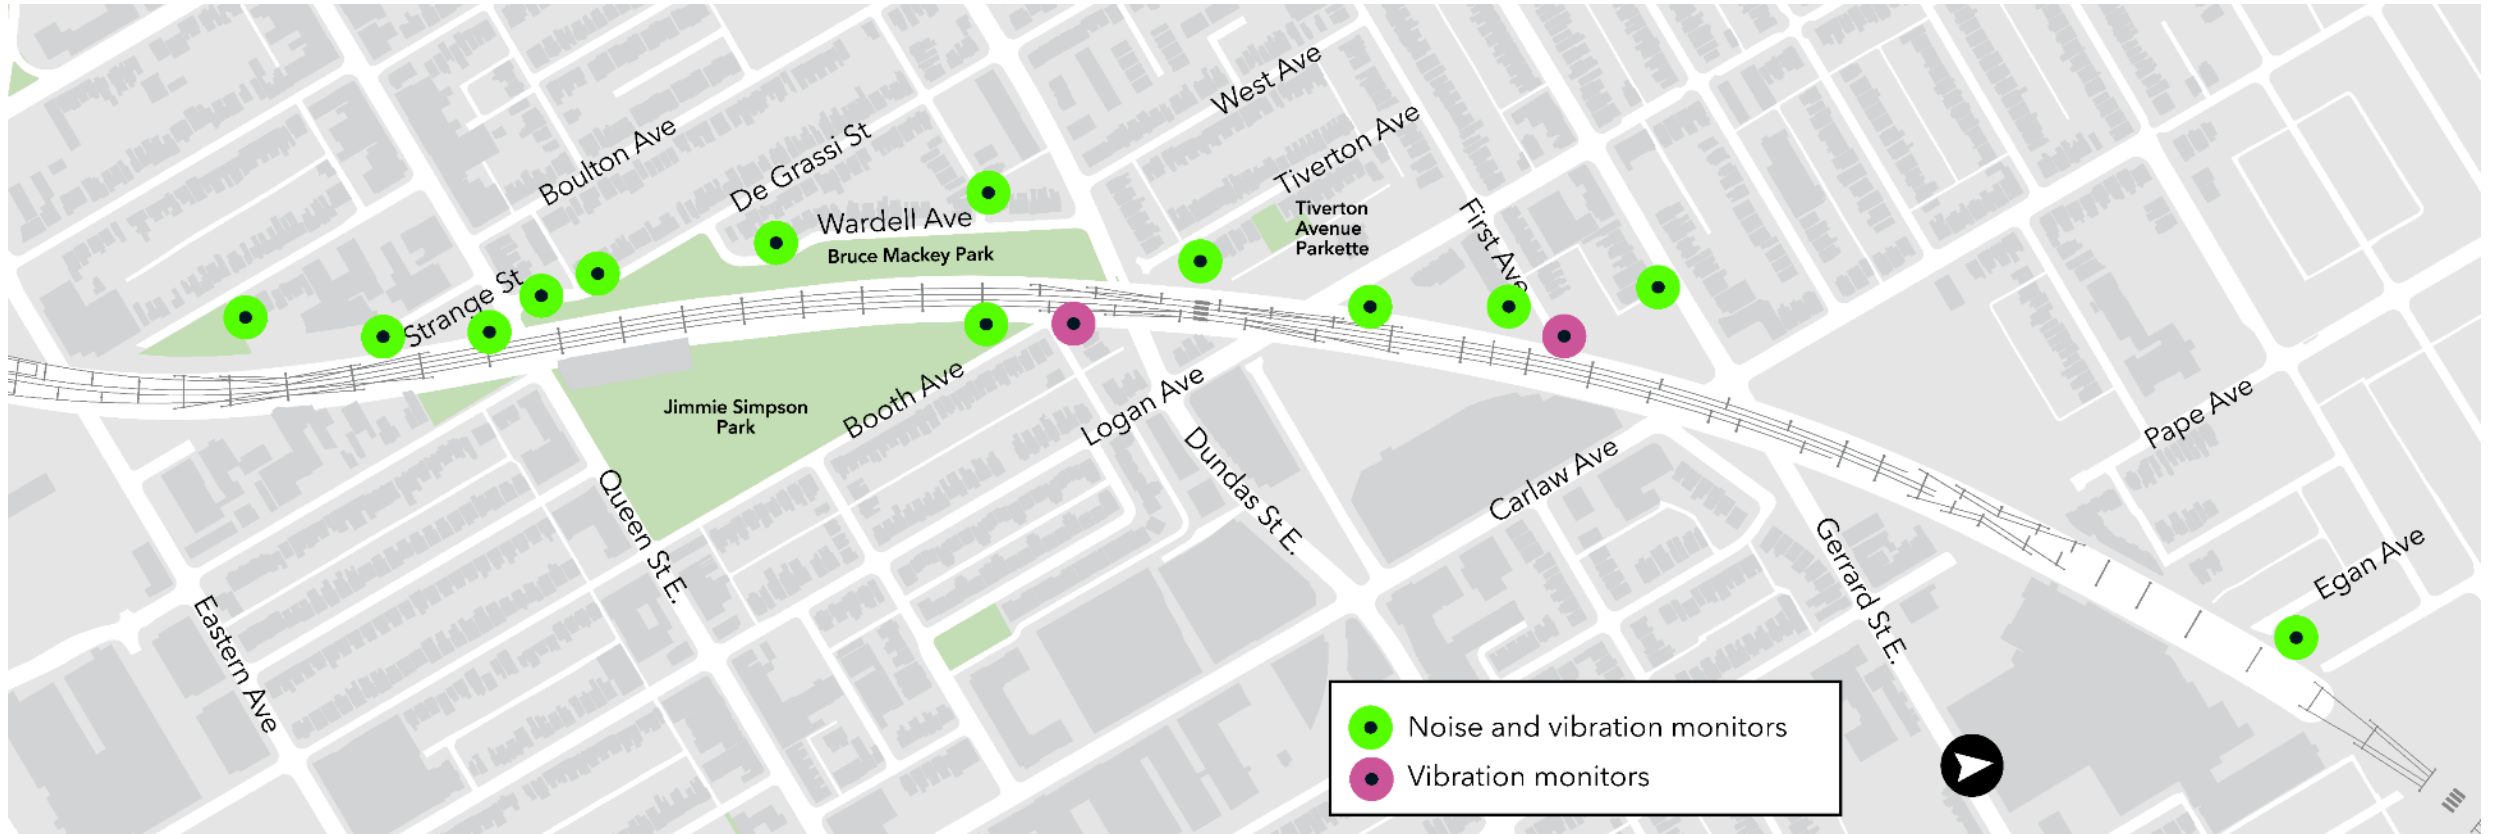 West Ave
Tiverton Ave
Boulton Ave
De Grassi St
Wardell Ave
Bruce Mackey Park
Tiverton
Avenue
Parkette
First Ave
Strange St
Jimmie Simpson
Park
Booth Ave
Logan Ave
Pape Ave
Carlaw Ave
Dundas St E.
Queen St E.
Gerrard St E.
Egan Ave
Eastern Ave
Noise and vibration monitors
Vibration monitors